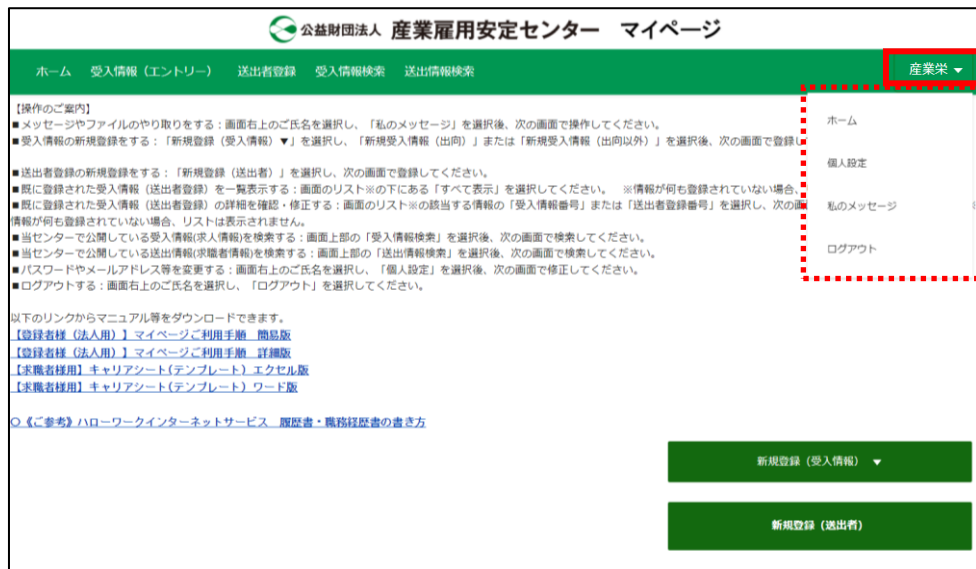 公益財団法人 産業雇用安定センター マイページ
ホーム 受入情報(エントリー) 送出者登録 受入情報検索 送出情報検索
産業栄 ▼
ホーム
個人設定
私のメッセージ
ログアウト
【操作のご案内】
■メッセージやファイルのやり取りをする:画面右上のご氏名を選択し、「私のメッセージ」を選択後、次の画面で操作してください。
■受入情報の新規登録をする:「新規登録(受入情報)▼」を選択し、「新規受入情報(出向)」または「新規受入情報(出向以外)」を選択後、次の画面で登録し
■送出者登録の新規登録をする:「新規登録(送出者)」を選択し、次の画面で登録してください。
■既に登録された受入情報(送出者登録)を一覧表示する:画面のリスト※の下にある「すべて表示」を選択してください。 ※情報が何も登録されていない場合、
■既に登録された受入情報(送出者登録)の詳細を確認・修正する:画面のリスト※の該当する情報の「受入情報番号」または「送出者登録番号」を選択し、次の画
情報が何も登録されていない場合、リストは表示されません。
■当センターで公開している受入情報(求人情報)を検索する:画面上部の「受入情報検索」を選択後、次の画面で検索してください。
■当センターで公開している送出情報(求職者情報)を検索する:画面上部の「送出情報検索」を選択後、次の画面で検索してください。
■パスワードやメールアドレス等を変更する:画面右上のご氏名を選択し、「個人設定」を選択後、次の画面で修正してください。
■ログアウトする:画面右上のご氏名を選択し、「ログアウト」を選択してください。
以下のリンクからマニュアル等をダウンロードできます。
【登録者様(法人用)】マイページご利用手順 簡易版
【登録者様(法人用)】マイページご利用手順 詳細版
【求職者様用】キャリアシート(テンプレート)エクセル版
【求職者様用】キャリアシート(テンプレート)ワード版
○《ご参考》ハローワークインターネットサービス 履歴書・職務経歴書の書き方
新規登録(受入情報) ▼
新規登録(送出者)